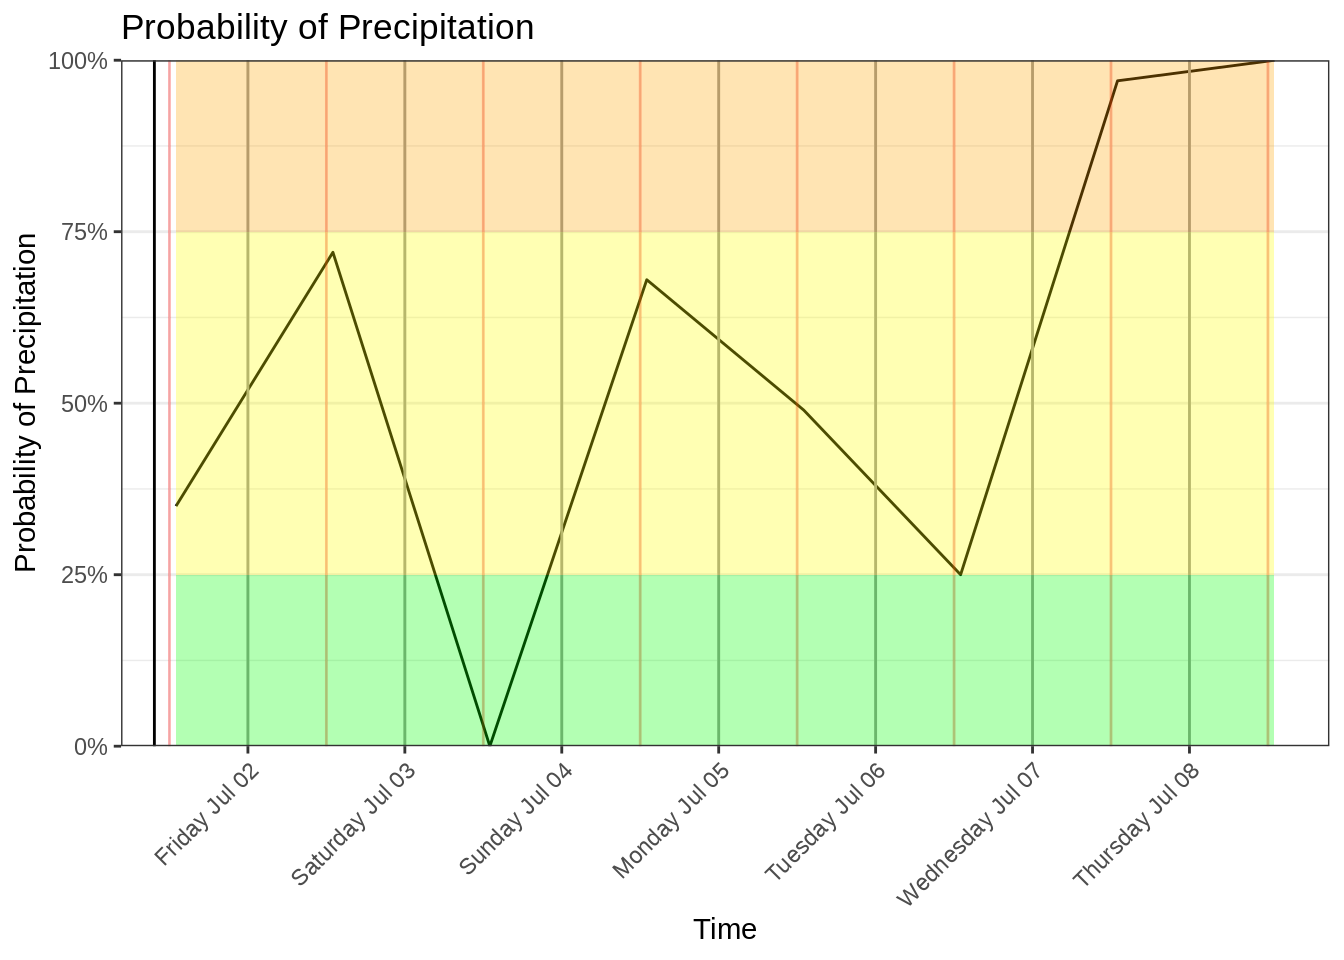 Probability of Precipitation
Probability of Precipitation
100%
75%
50%
25%
0%
Friday Jul 02
Saturday Jul 03
Sunday Jul 04
Monday Jul 05
Tuesday Jul 06
Wednesday Jul 07
Thursday Jul 08
Time